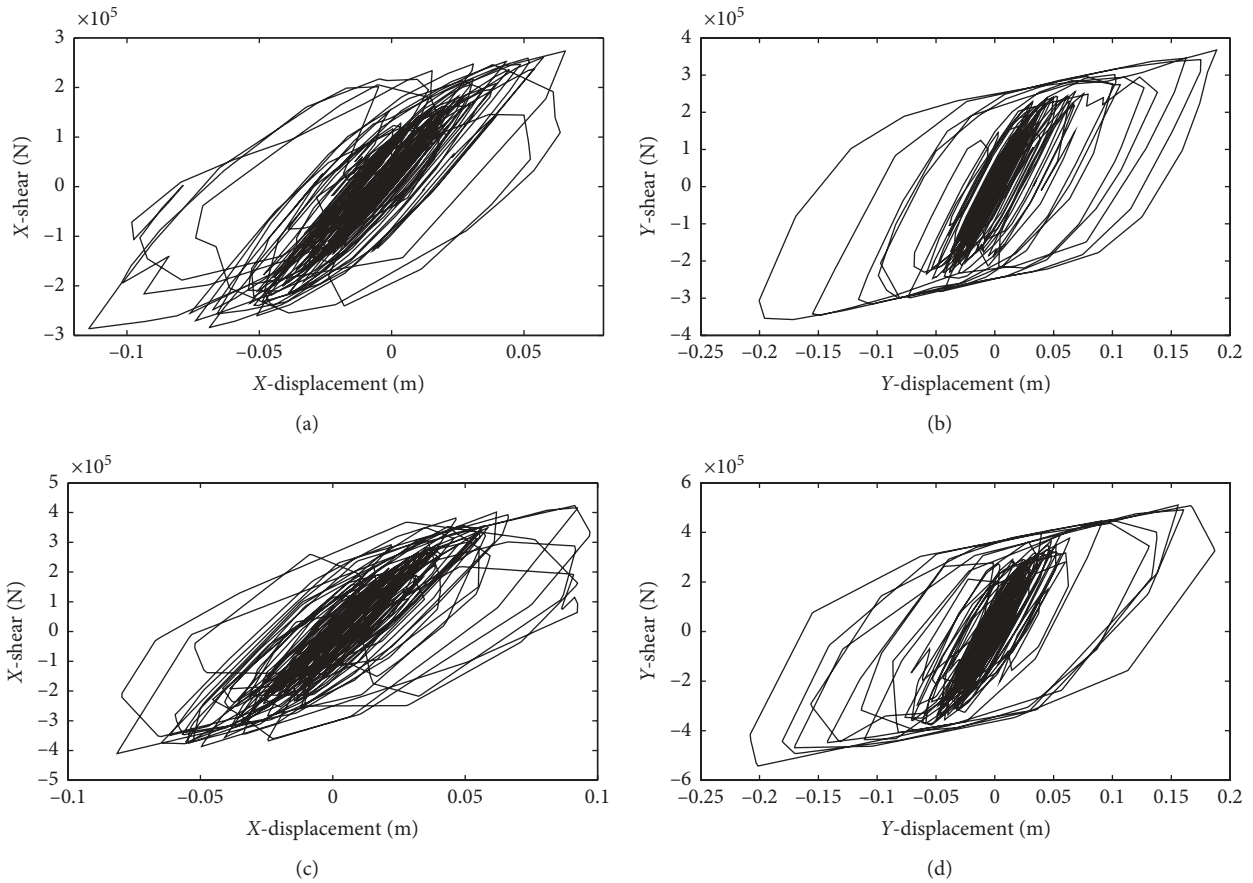 ×10⁵
3
2
1
0
−1
−2
−3
X-shear (N)
−0.1 −0.05 0 0.05
X-displacement (m)
(a)
×10⁵
4
3
2
1
0
−1
−2
−3
−4
Y-shear (N)
−0.25 −0.2 −0.15 −0.1 −0.05 0 0.05 0.1 0.15 0.2
Y-displacement (m)
(b)
×10⁵
5
4
3
2
1
0
−1
−2
−3
−4
−5
X-shear (N)
−0.1 −0.05 0 0.05 0.1
X-displacement (m)
(c)
×10⁵
6
4
2
0
−2
−4
−6
Y-shear (N)
−0.25 −0.2 −0.15 −0.1 −0.05 0 0.05 0.1 0.15 0.2
Y-displacement (m)
(d)